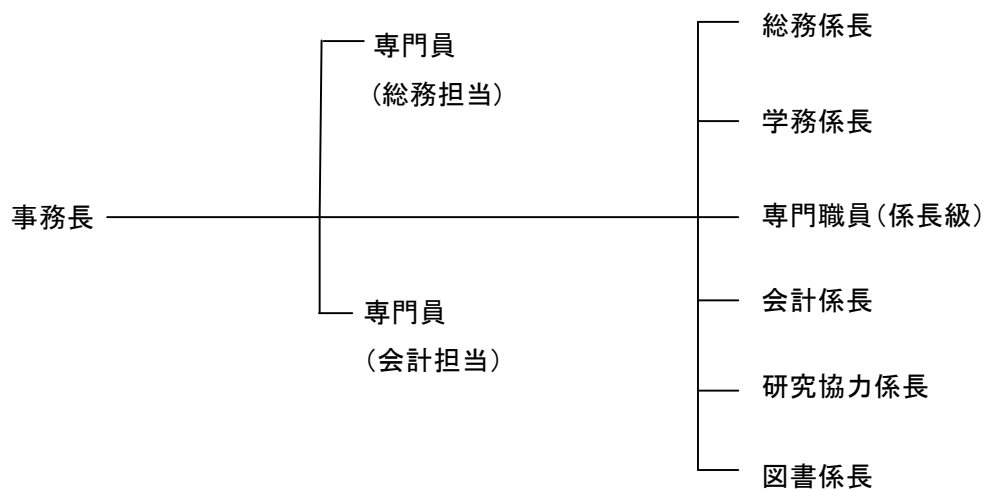 事務長
専門員
(総務担当)
専門員
(会計担当)
総務係長
学務係長
専門職員(係長級)
会計係長
研究協力係長
図書係長